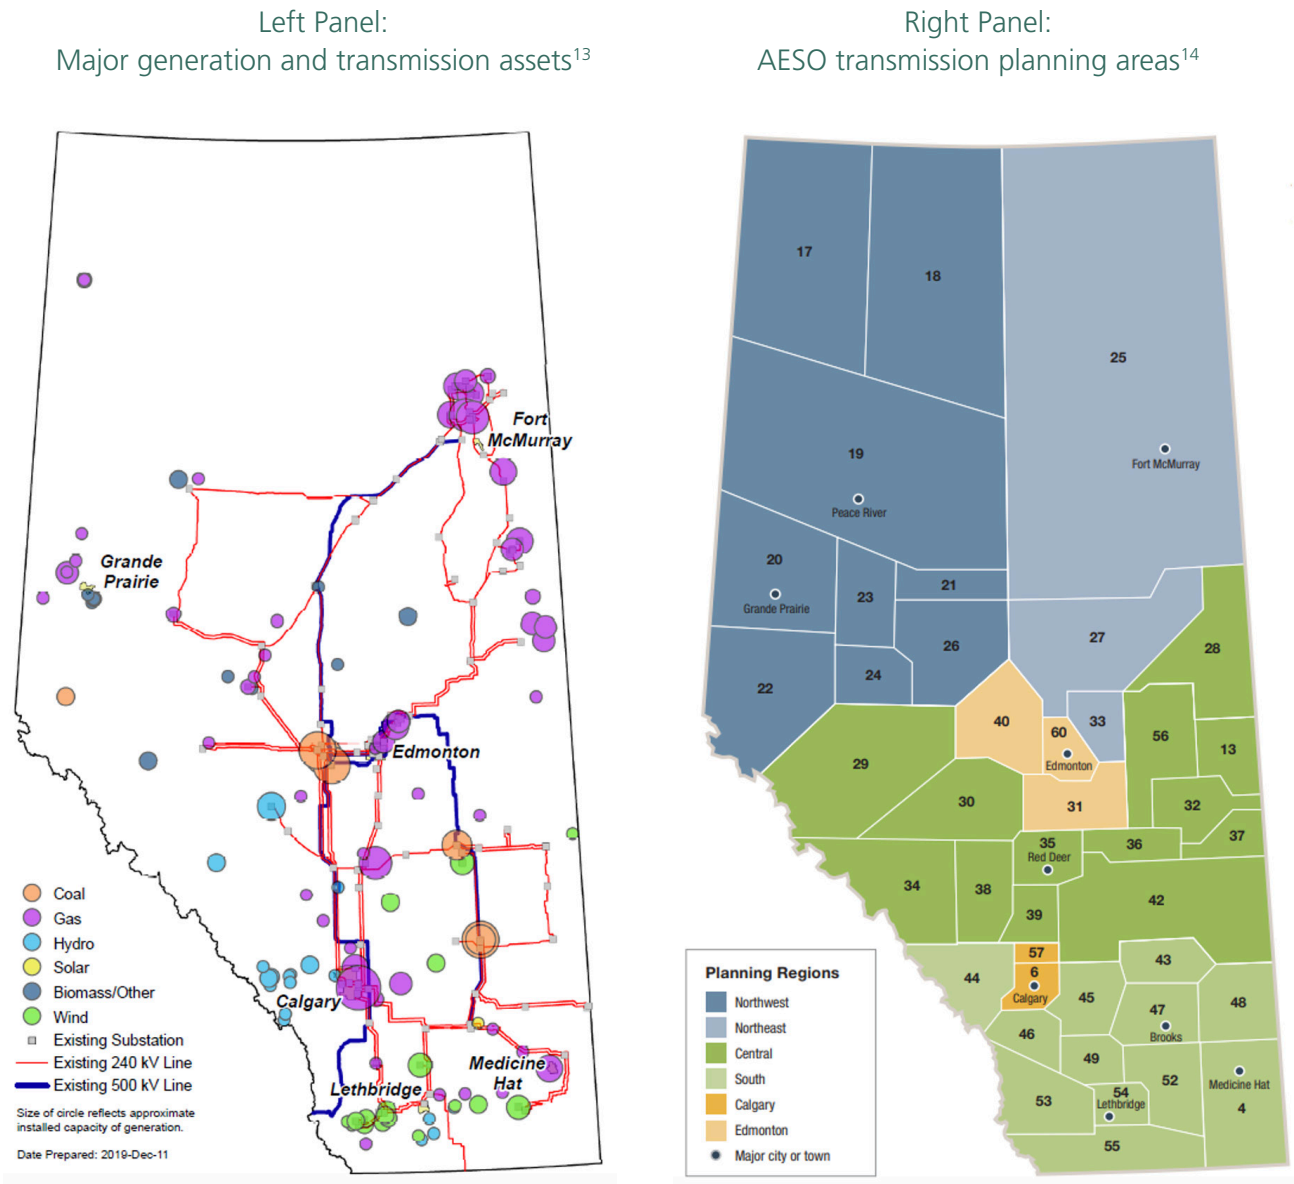 Left Panel:
Major generation and transmission assets13
Right Panel:
AESO transmission planning areas14
Fort
McMurray
Grande
Prairie
Edmonton
Calgary
Medicine
Hat
Lethbridge
Coal
Gas
Hydro
Solar
Biomass/Other
Wind
Existing Substation
Existing 240 kV Line
Existing 500 kV Line
Size of circle reflects approximate
installed capacity of generation.
Date Prepared: 2019-Dec-11
17
18
25
19
Fort McMurray
Peace River
20
21
23
Grande Prairie
26
27
28
24
22
40
33
60
56
13
Edmonton
29
30
31
32
37
35
36
Red Deer
34
38
42
39
57
43
44
6
Calgary
45
47
48
46
Brooks
49
52
Medicine Hat
53
54
Lethbridge
4
55
Planning Regions
Northwest
Northeast
Central
South
Calgary
Edmonton
Major city or town